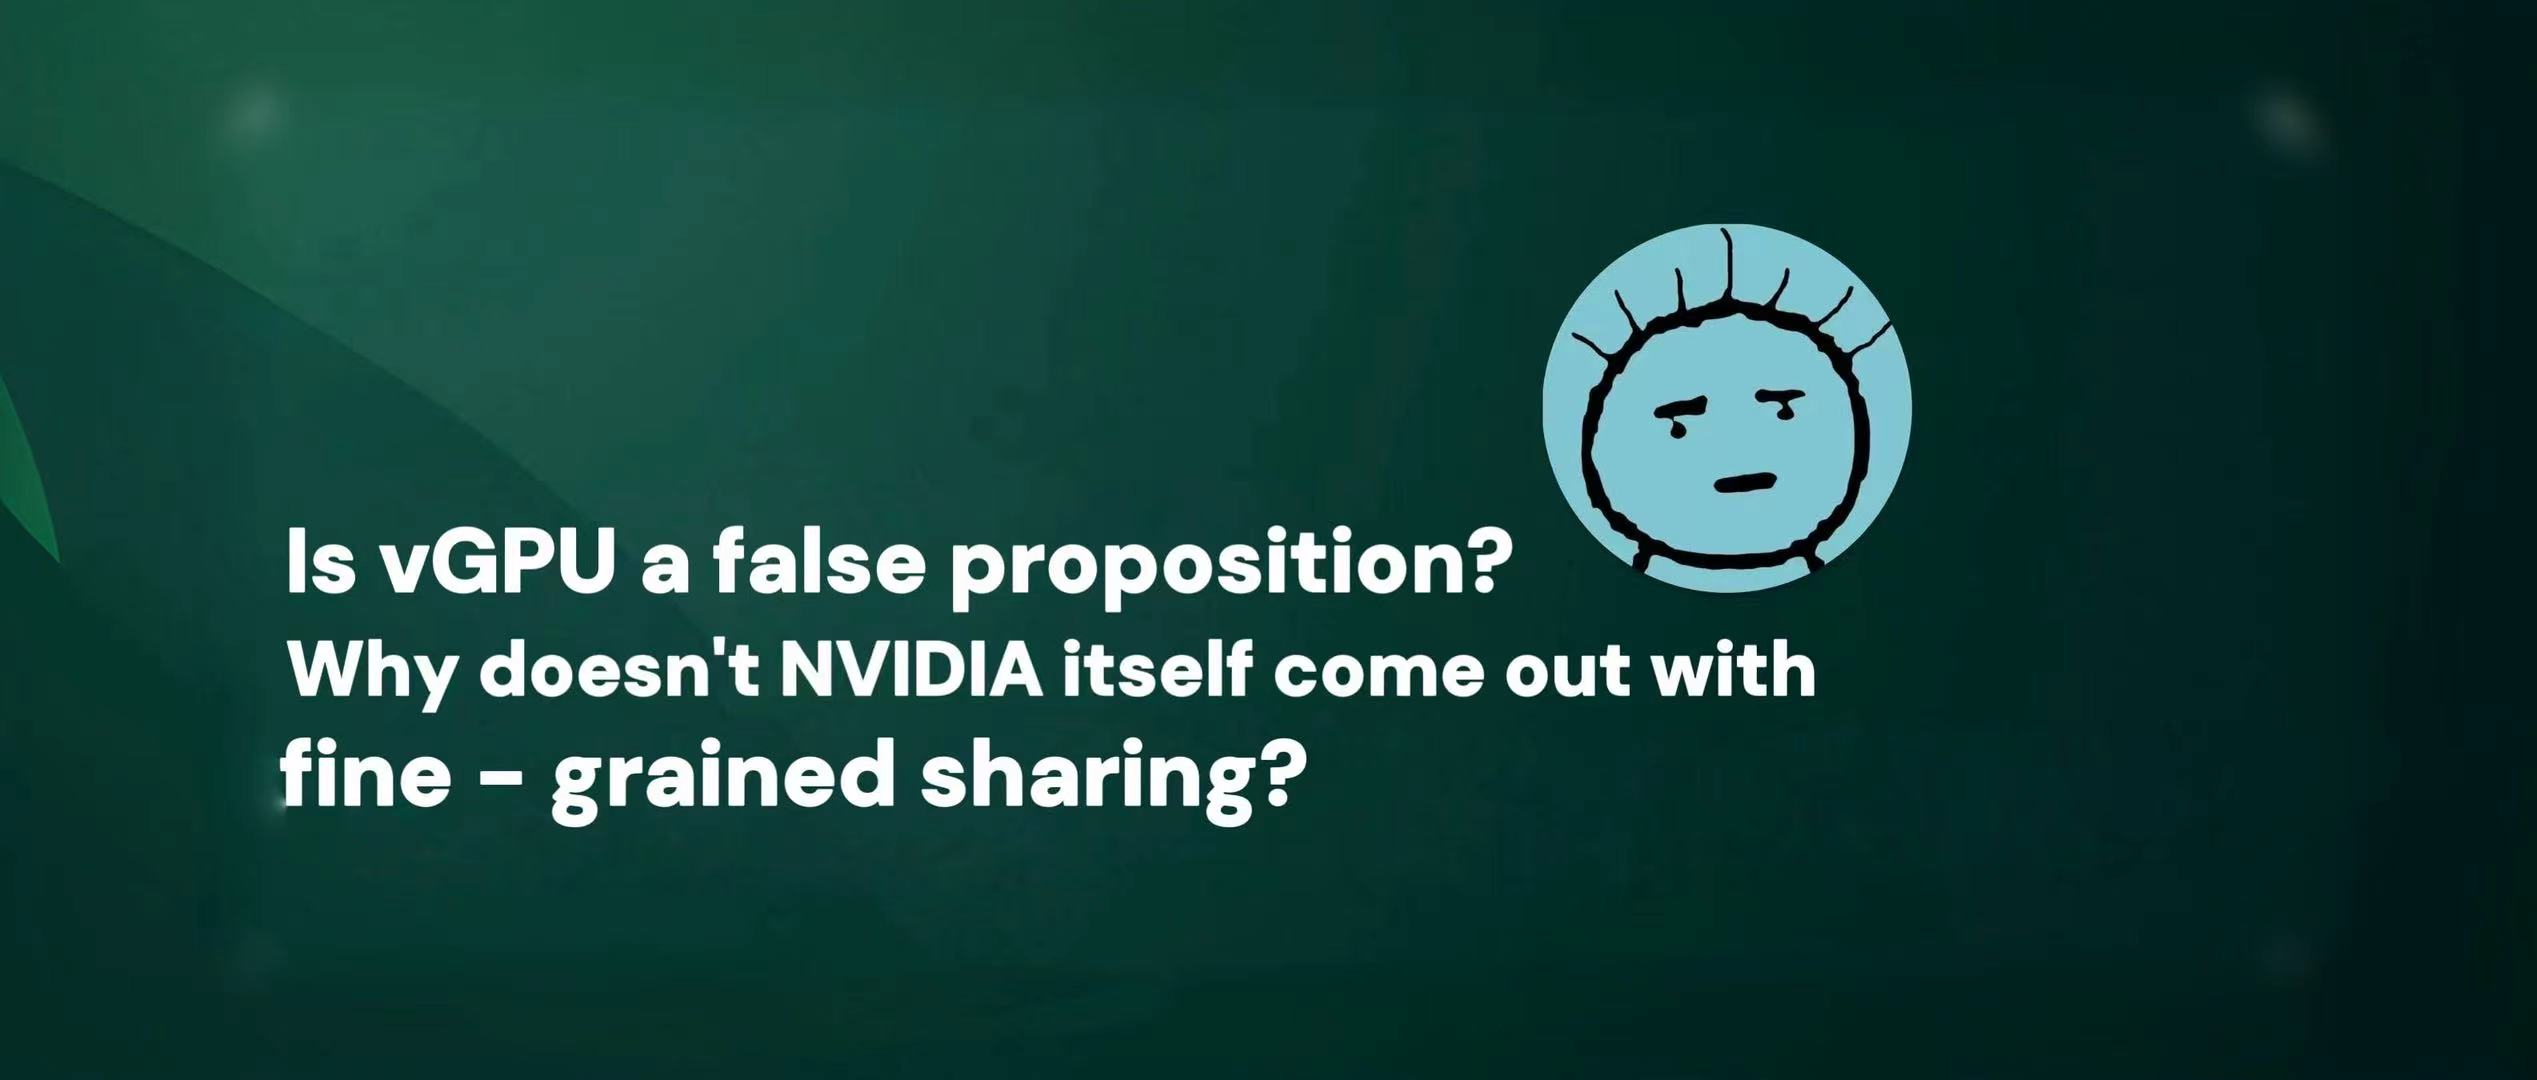 Is vGPU a false proposition?
Why doesn't NVIDIA itself come out with
fine – grained sharing?